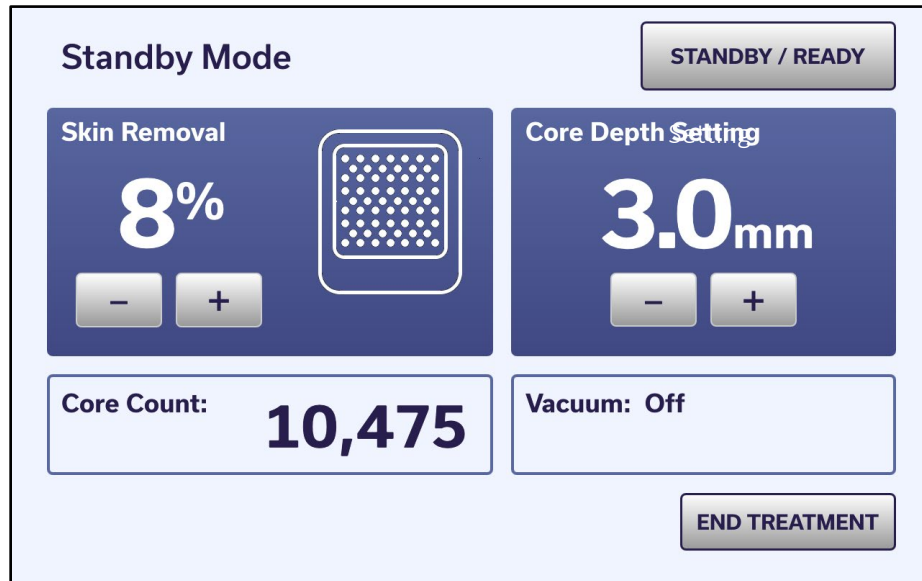 Standby Mode
STANDBY / READY
Skin Removal
8%
– +
Core Depth Setting
3.0mm
– +
Core Count:
10,475
Vacuum: Off
END TREATMENT